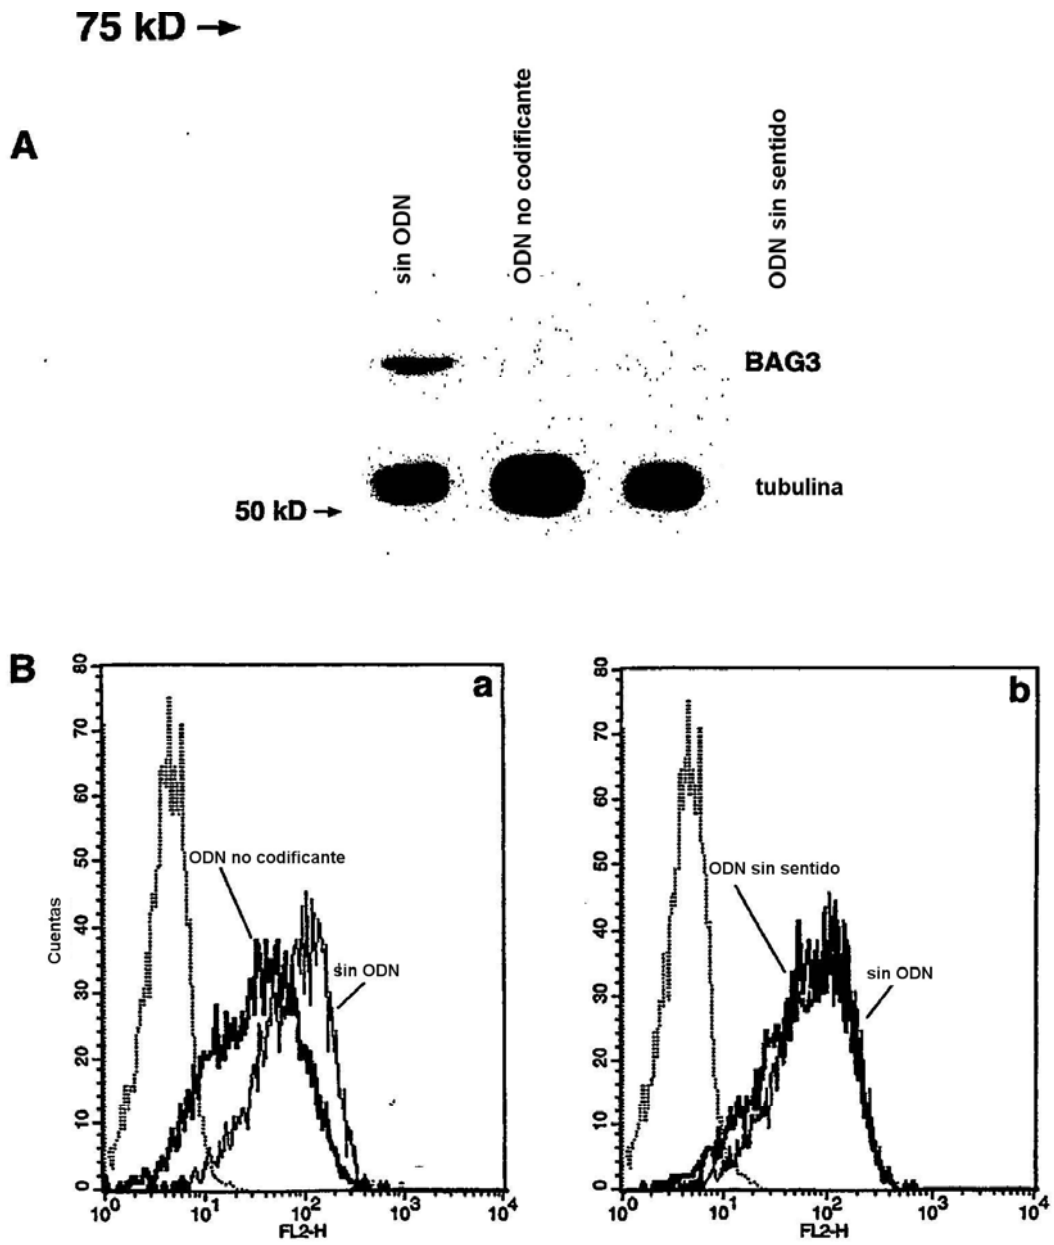 75 kD →
A
sin ODN
ODN no codificante
ODN sin sentido
BAG3
tubulina
50 kD →
B
a
80
70
60
50
40
30
20
10
0
Cuentas
ODN no codificante
sin ODN
10⁰ 10¹ 10² 10³ 10⁴
FL2-H
b
80
70
60
50
40
30
20
10
0
ODN sin sentido
sin ODN
10⁰ 10¹ 10² 10³ 10⁴
FL2-H